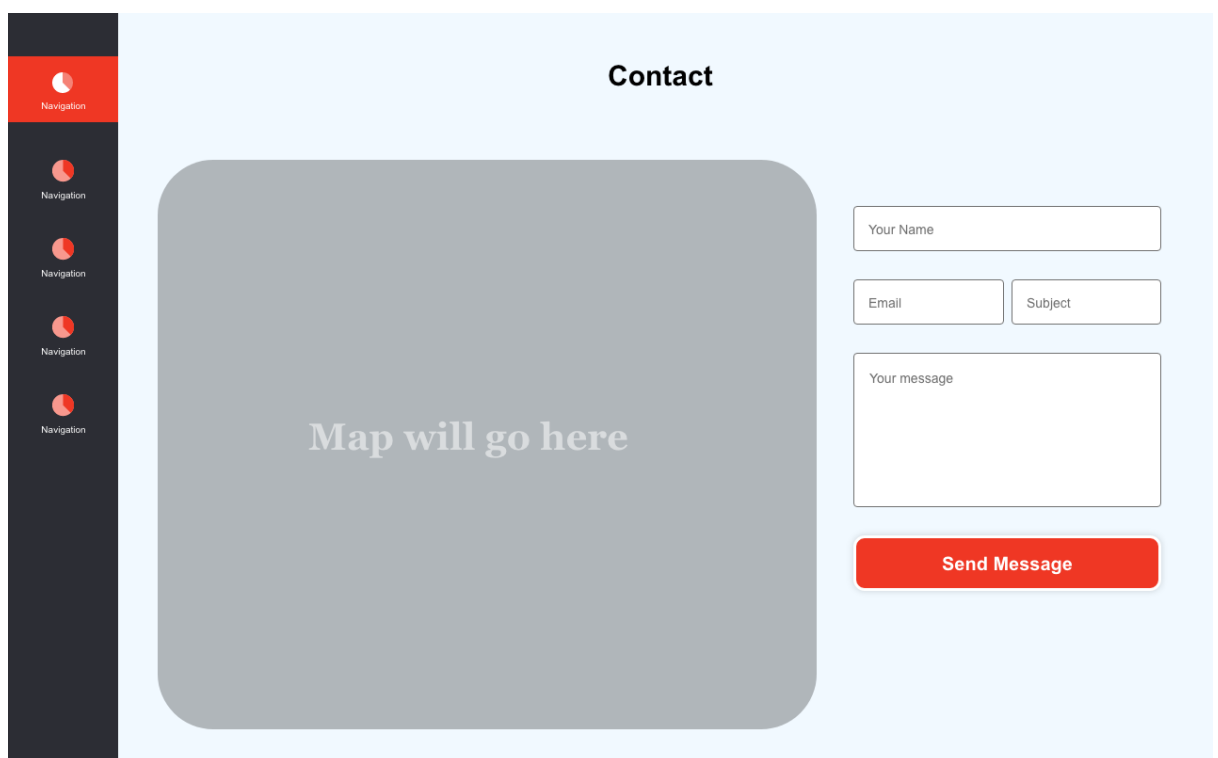 Navigation
Navigation
Navigation
Navigation
Navigation
Contact
Map will go here
Your Name
Email
Subject
Your message
Send Message